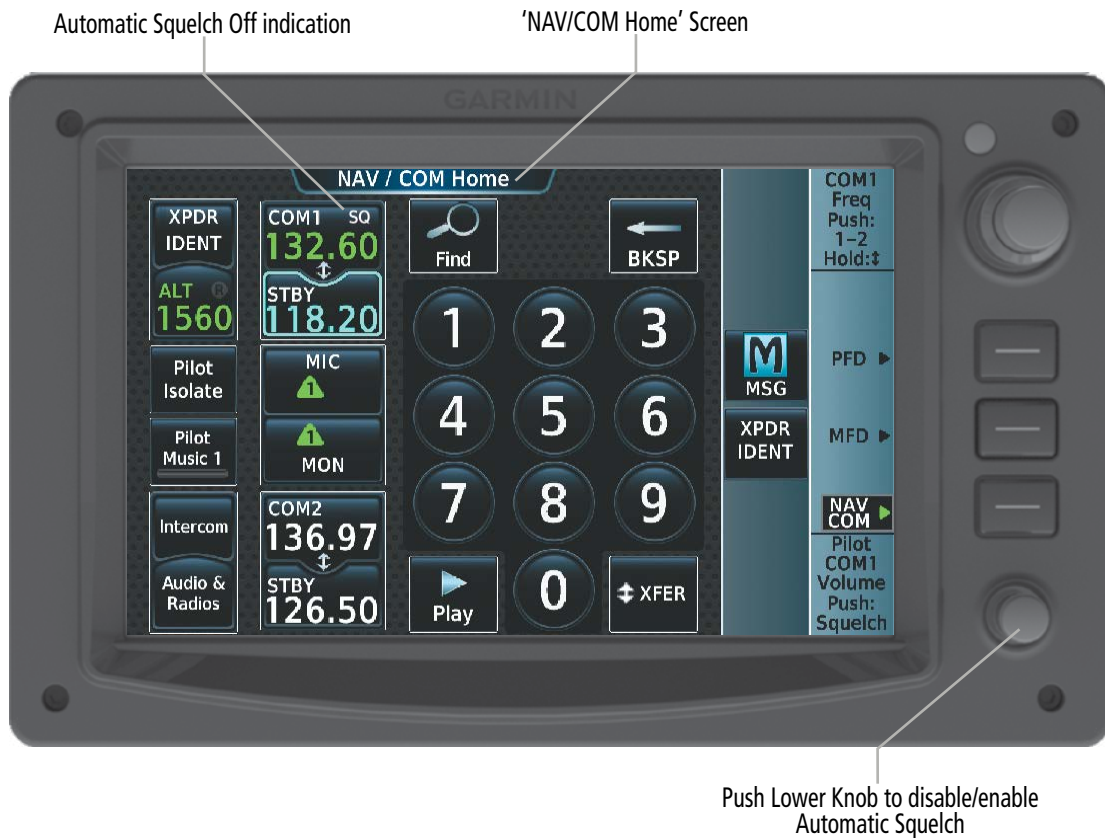 Automatic Squelch Off indication
‘NAV/COM Home’ Screen
GARMIN
NAV / COM Home
XPDR
IDENT
ALT R
1560
Pilot
Isolate
Pilot
Music 1
Intercom
Audio &
Radios
COM1 SQ
132.60
STBY
118.20
MIC
1
1
MON
COM2
136.97
STBY
126.50
Find
BKSP
1 2 3
4 5 6
7 8 9
Play
0
XFER
MSG
XPDR
IDENT
COM1
Freq
Push:
1–2
Hold:↕
PFD
MFD
NAV
COM
Pilot
COM1
Volume
Push:
Squelch
Push Lower Knob to disable/enable
Automatic Squelch